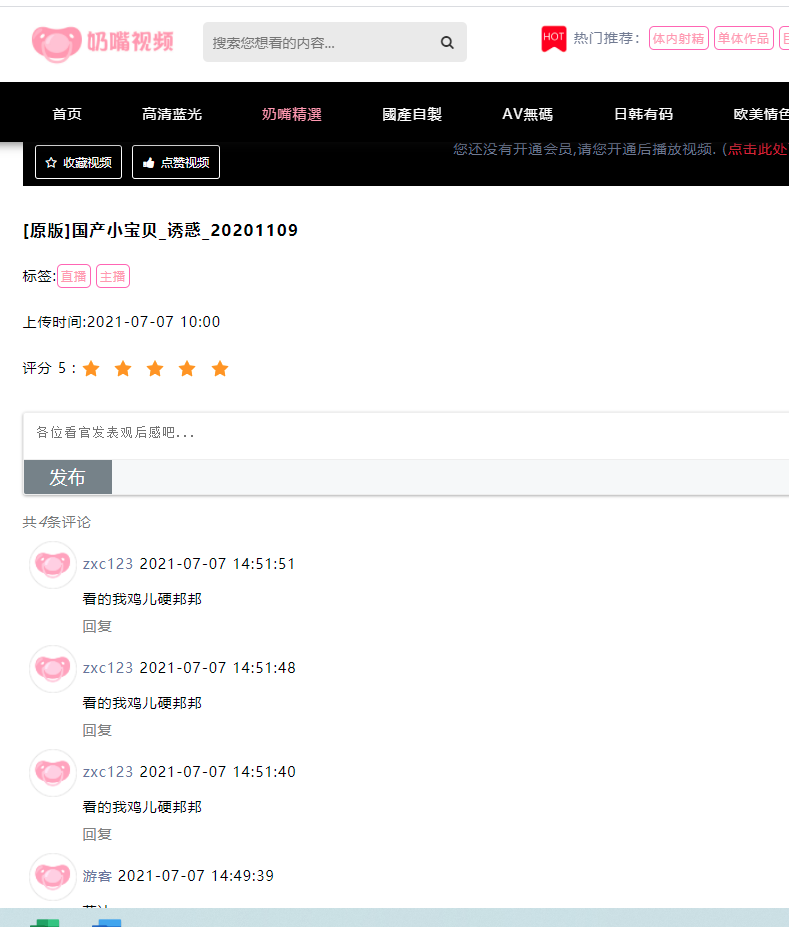 奶嘴视频
搜索您想看的内容...
HOT 热门推荐： 体内射精 单体作品
首页 高清蓝光 奶嘴精選 國產自製 AV無碼 日韩有码 欧美情色
收藏视频 点赞视频 您还没有开通会员,请您开通后播放视频. (点击此处
[原版]国产小宝贝_诱惑_20201109
标签:直播 主播
上传时间:2021-07-07 10:00
评分 5 :
各位看官发表观后感吧...
发布
共4条评论
zxc123 2021-07-07 14:51:51
看的我鸡儿硬邦邦
回复
zxc123 2021-07-07 14:51:48
看的我鸡儿硬邦邦
回复
zxc123 2021-07-07 14:51:40
看的我鸡儿硬邦邦
回复
游客 2021-07-07 14:49:39